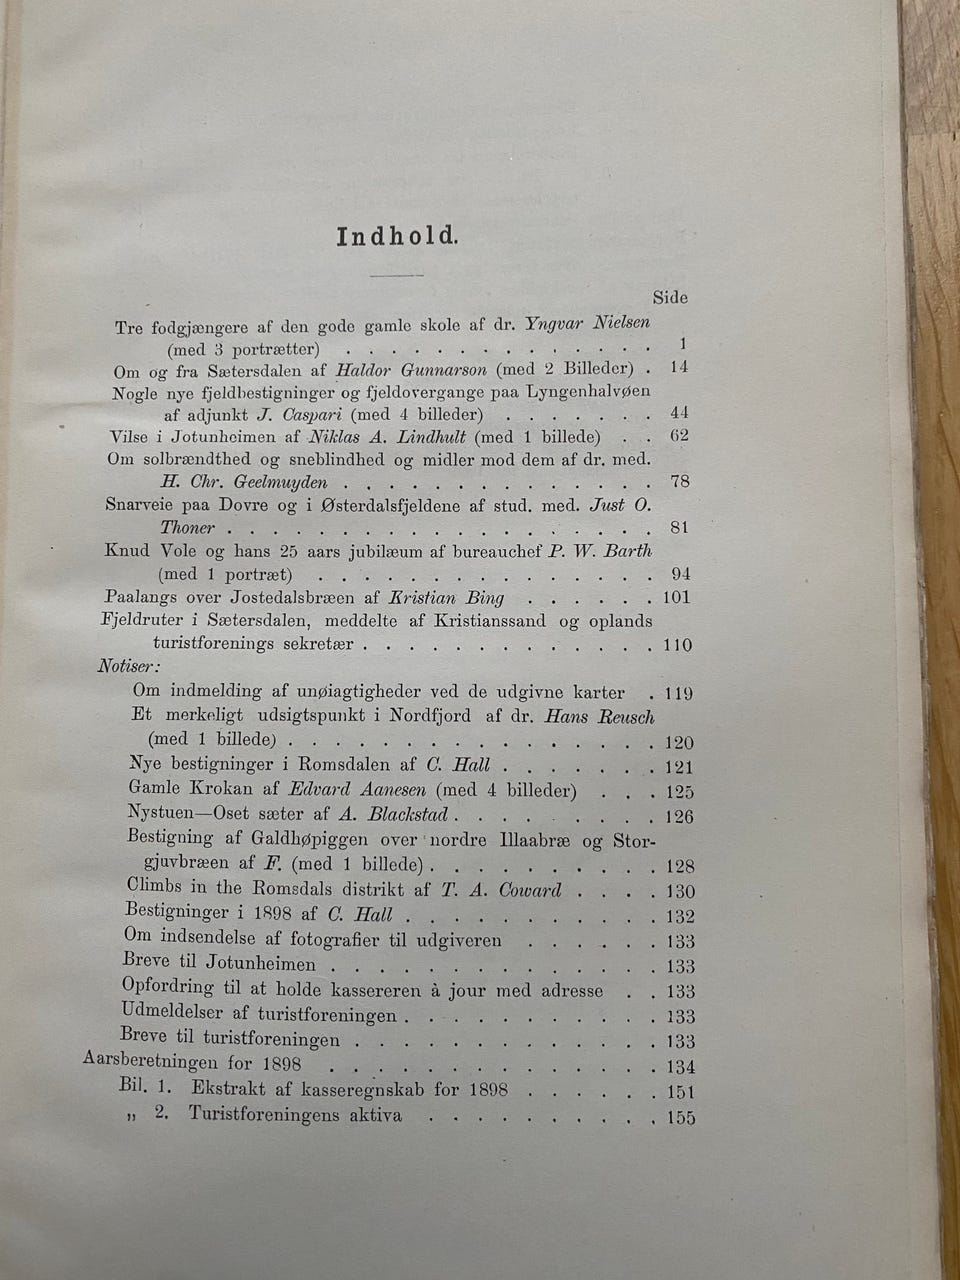 Indhold.
Side
Tre fodgjængere af den gode gamle skole af dr. Yngvar Nielsen
(med 3 portrætter) . . . . . . . . . . . . . 1
Om og fra Sætersdalen af Haldor Gunnarson (med 2 Billeder) . 14
Nogle nye fjeldbestigninger og fjeldovergange paa Lyngenhalvøen
af adjunkt J. Caspari (med 4 billeder) . . . . . . . 44
Vilse i Jotunheimen af Niklas A. Lindhult (med 1 billede) . . 62
Om solbrændthed og sneblindhed og midler mod dem af dr. med.
H. Chr. Geelmuyden . . . . . . . . . . . . . 78
Snarveie paa Dovre og i Østerdalsfjeldene af stud. med. Just O.
Thoner . . . . . . . . . . . . . . . . . . 81
Knud Vole og hans 25 aars jubilæum af bureauchef P. W. Barth
(med 1 portræt) . . . . . . . . . . . . . . 94
Paalangs over Jostedalsbræen af Kristian Bing . . . . . . 101
Fjeldruter i Sætersdalen, meddelte af Kristianssand og oplands
turistforenings sekretær . . . . . . . . . . . . . 110
Notiser:
Om indmelding af unøiagtigheder ved de udgivne karter . 119
Et merkeligt udsigtspunkt i Nordfjord af dr. Hans Reusch
(med 1 billede) . . . . . . . . . . . . . . . . 120
Nye bestigninger i Romsdalen af C. Hall . . . . . . . 121
Gamle Krokan af Edvard Aanesen (med 4 billeder) . . . 125
Nystuen—Oset sæter af A. Blackstad . . . . . . . . 126
Bestigning af Galdhøpiggen over nordre Illaabræ og Stor-
gjuvbræen af F. (med 1 billede) . . . . . . . . . . 128
Climbs in the Romsdals distrikt af T. A. Coward . . . . 130
Bestigninger i 1898 af C. Hall . . . . . . . . . . . 132
Om indsendelse af fotografier til udgiveren . . . . . . 133
Breve til Jotunheimen . . . . . . . . . . . . . . 133
Opfordring til at holde kassereren à jour med adresse . . 133
Udmeldelser af turistforeningen . . . . . . . . . . . 133
Breve til turistforeningen . . . . . . . . . . . . . 133
Aarsberetningen for 1898 . . . . . . . . . . . . . . 134
Bil. 1. Ekstrakt af kasseregnskab for 1898 . . . . . . 151
„ 2. Turistforeningens aktiva . . . . . . . . . . 155